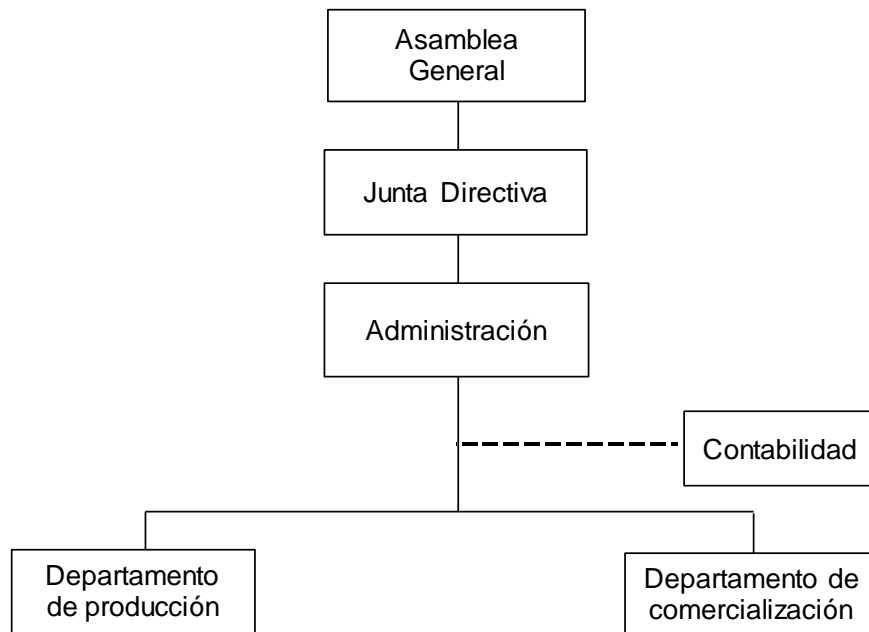 Asamblea
General
Junta Directiva
Administración
Contabilidad
Departamento
de producción
Departamento de
comercialización